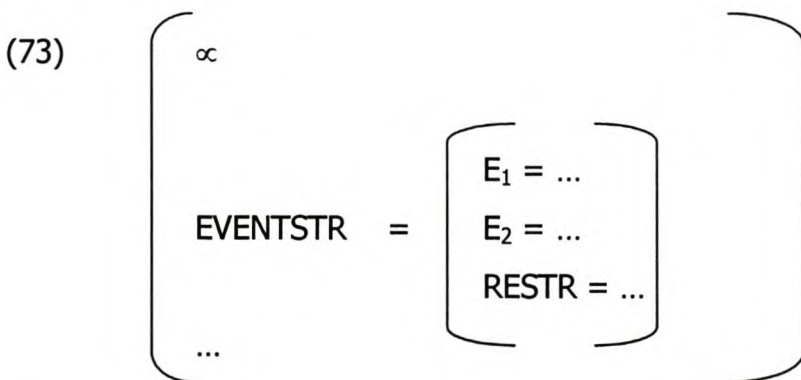 (73) ∝
E₁ = ...
EVENTSTR = E₂ = ...
RESTR = ...
...